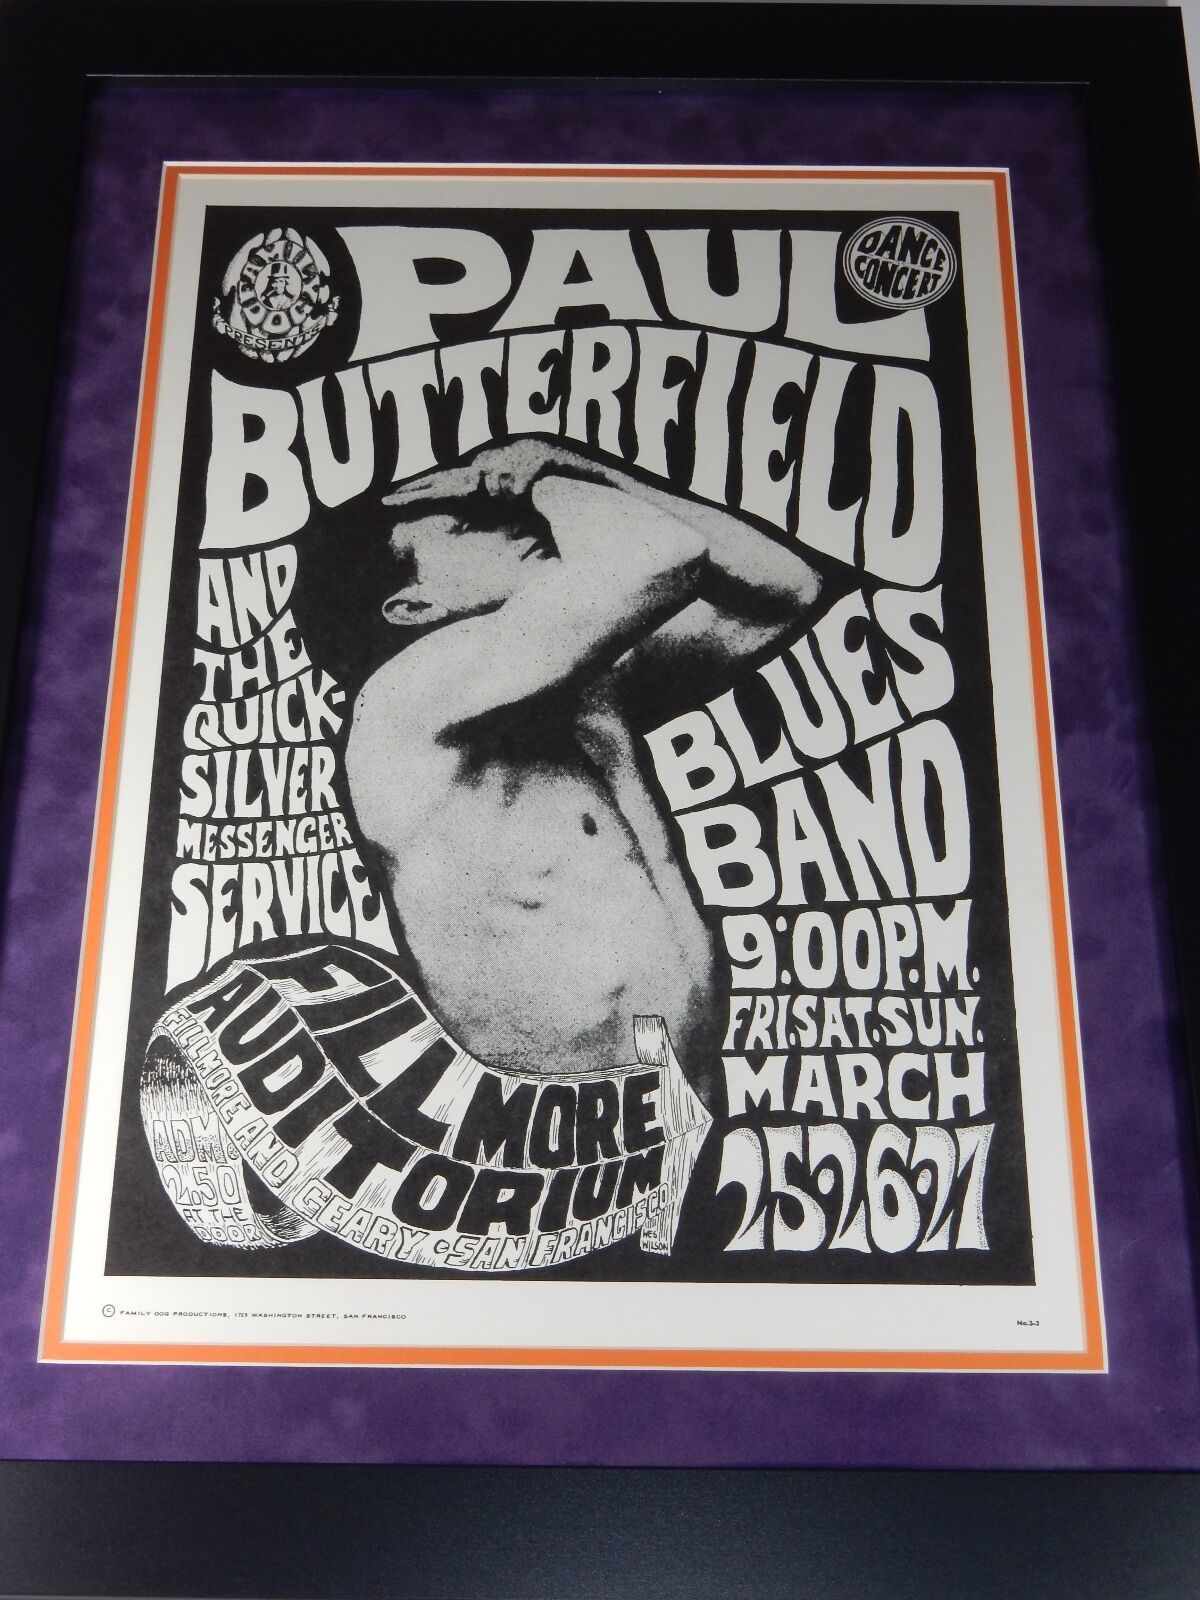 FAMILY
DOG
PRESENTS
DANCE
CONCERT
PAUL
BUTTERFIELD
BLUES
BAND
AND
THE
QUICK-
SILVER
MESSENGER
SERVICE
9:00P.M.
FRI.SAT.SUN.
MARCH
25·26·27
FILLMORE
AUDITORIUM
FILLMORE AND GEARY · SAN FRANCISCO
ADM.
2.50
AT THE
DOOR
WES
WILSON
© FAMILY DOG PRODUCTIONS, 1725 WASHINGTON STREET, SAN FRANCISCO
No.3-3